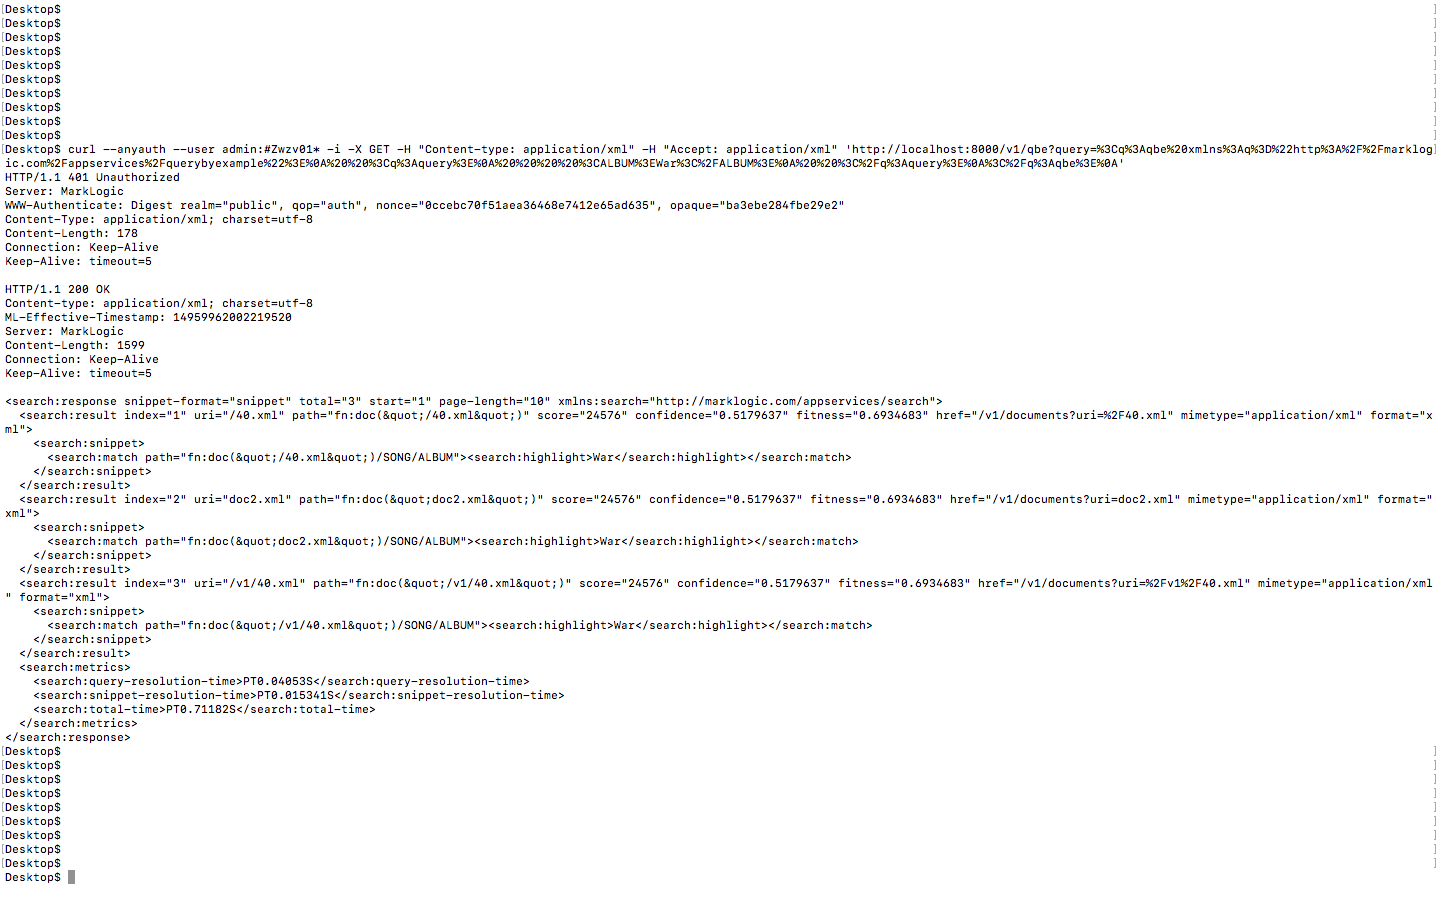 [Desktop$ ]
[Desktop$ ]
[Desktop$ ]
[Desktop$ ]
[Desktop$ ]
[Desktop$ ]
[Desktop$ ]
[Desktop$ ]
[Desktop$ ]
[Desktop$ ]
[Desktop$ curl --anyauth --user admin:#Zwzv01* -i -X GET -H "Content-type: application/xml" -H "Accept: application/xml" 'http://localhost:8000/v1/qbe?query=%3Cq%3Aqbe%20xmlns%3Aq%3D%22http%3A%2F%2Fmarklog]
ic.com%2Fappservices%2Fquerybyexample%22%3E%0A%20%20%3Cq%3Aquery%3E%0A%20%20%20%20%3CALBUM%3EWar%3C%2FALBUM%3E%0A%20%20%3C%2Fq%3Aquery%3E%0A%3C%2Fq%3Aqbe%3E%0A'
HTTP/1.1 401 Unauthorized
Server: MarkLogic
WWW-Authenticate: Digest realm="public", qop="auth", nonce="0ccebc70f51aea36468e7412e65ad635", opaque="ba3ebe284fbe29e2"
Content-Type: application/xml; charset=utf-8
Content-Length: 178
Connection: Keep-Alive
Keep-Alive: timeout=5

HTTP/1.1 200 OK
Content-type: application/xml; charset=utf-8
ML-Effective-Timestamp: 14959962002219520
Server: MarkLogic
Content-Length: 1599
Connection: Keep-Alive
Keep-Alive: timeout=5

<search:response snippet-format="snippet" total="3" start="1" page-length="10" xmlns:search="http://marklogic.com/appservices/search">
  <search:result index="1" uri="/40.xml" path="fn:doc(&quot;/40.xml&quot;)" score="24576" confidence="0.5179637" fitness="0.6934683" href="/v1/documents?uri=%2F40.xml" mimetype="application/xml" format="x
ml">
    <search:snippet>
      <search:match path="fn:doc(&quot;/40.xml&quot;)/SONG/ALBUM"><search:highlight>War</search:highlight></search:match>
    </search:snippet>
  </search:result>
  <search:result index="2" uri="doc2.xml" path="fn:doc(&quot;doc2.xml&quot;)" score="24576" confidence="0.5179637" fitness="0.6934683" href="/v1/documents?uri=doc2.xml" mimetype="application/xml" format="
xml">
    <search:snippet>
      <search:match path="fn:doc(&quot;doc2.xml&quot;)/SONG/ALBUM"><search:highlight>War</search:highlight></search:match>
    </search:snippet>
  </search:result>
  <search:result index="3" uri="/v1/40.xml" path="fn:doc(&quot;/v1/40.xml&quot;)" score="24576" confidence="0.5179637" fitness="0.6934683" href="/v1/documents?uri=%2Fv1%2F40.xml" mimetype="application/xml
" format="xml">
    <search:snippet>
      <search:match path="fn:doc(&quot;/v1/40.xml&quot;)/SONG/ALBUM"><search:highlight>War</search:highlight></search:match>
    </search:snippet>
  </search:result>
  <search:metrics>
    <search:query-resolution-time>PT0.04053S</search:query-resolution-time>
    <search:snippet-resolution-time>PT0.015341S</search:snippet-resolution-time>
    <search:total-time>PT0.71182S</search:total-time>
  </search:metrics>
</search:response>
[Desktop$ ]
[Desktop$ ]
[Desktop$ ]
[Desktop$ ]
[Desktop$ ]
[Desktop$ ]
[Desktop$ ]
[Desktop$ ]
[Desktop$ ]
Desktop$